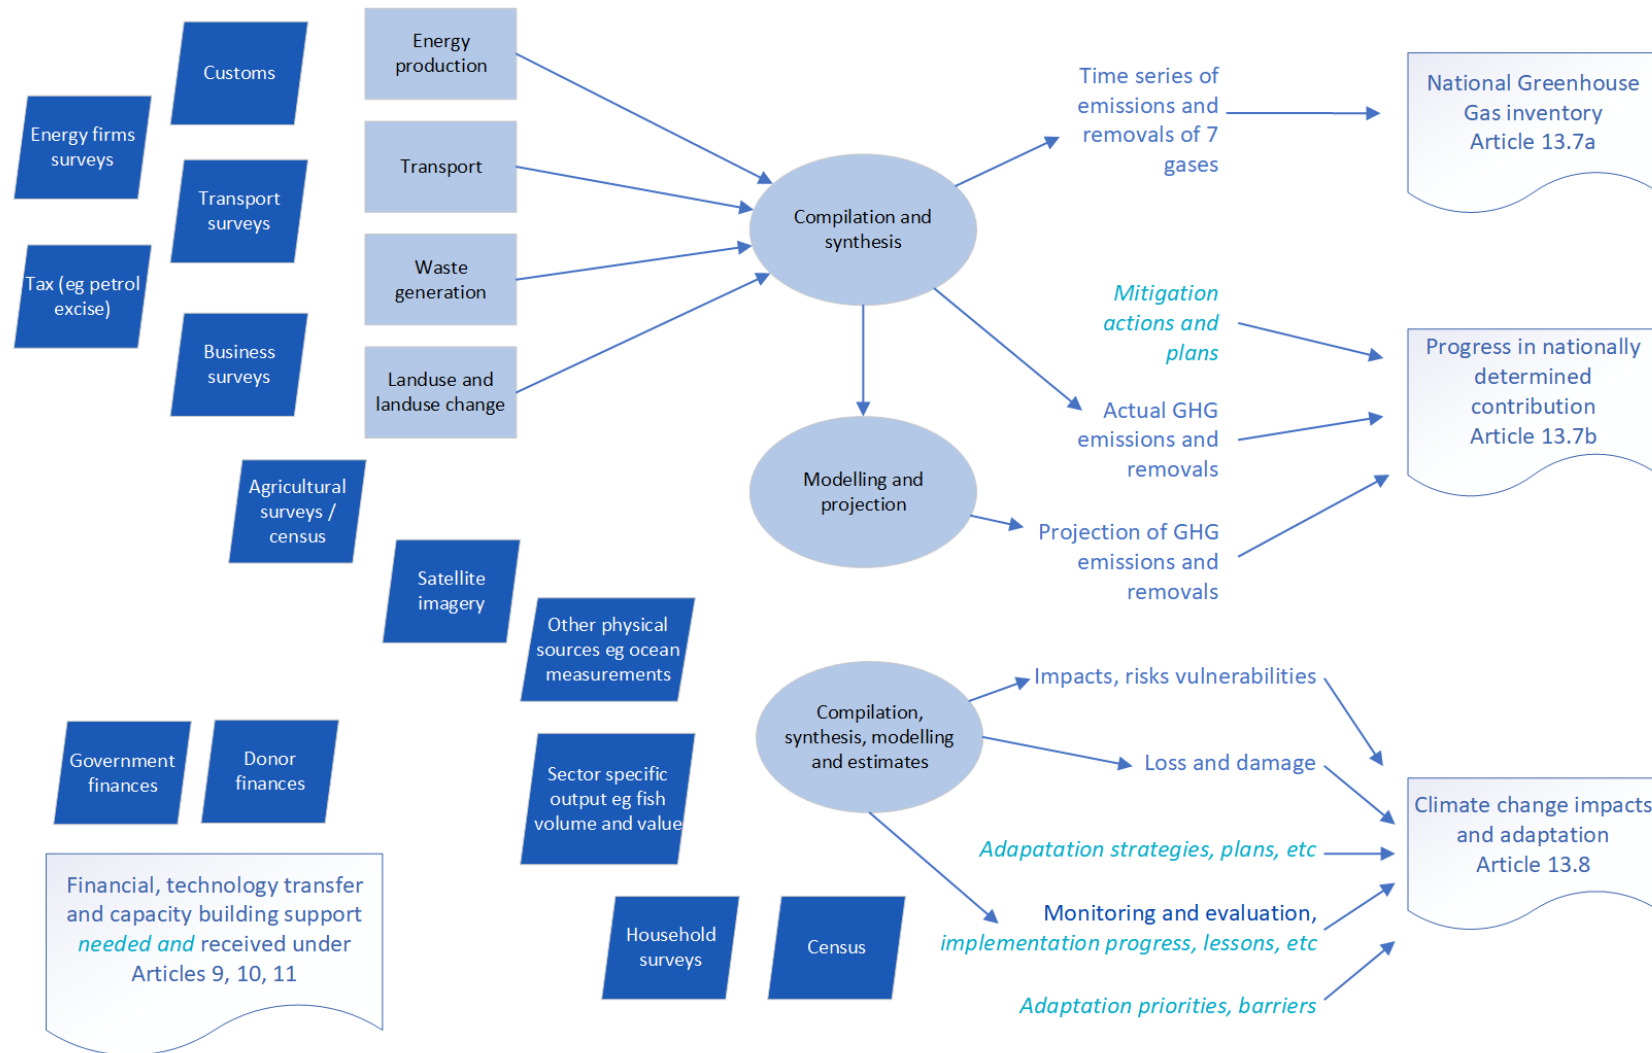 Customs
Energy firms
surveys
Transport
surveys
Tax (eg petrol
excise)
Business
surveys
Energy
production
Transport
Waste
generation
Landuse and
landuse change
Compilation and
synthesis
Modelling and
projection
Time series of
emissions and
removals of 7
gases
National Greenhouse
Gas inventory
Article 13.7a
Mitigation
actions and
plans
Actual GHG
emissions and
removals
Projection of GHG
emissions and
removals
Progress in nationally
determined
contribution
Article 13.7b
Agricultural
surveys /
census
Satellite
imagery
Other physical
sources eg ocean
measurements
Sector specific
output eg fish
volume and value
Household
surveys
Census
Government
finances
Donor
finances
Financial, technology transfer
and capacity building support
needed and received under
Articles 9, 10, 11
Compilation,
synthesis, modelling
and estimates
Impacts, risks vulnerabilities
Loss and damage
Adapatation strategies, plans, etc
Monitoring and evaluation,
implementation progress, lessons, etc
Adaptation priorities, barriers
Climate change impacts
and adaptation
Article 13.8